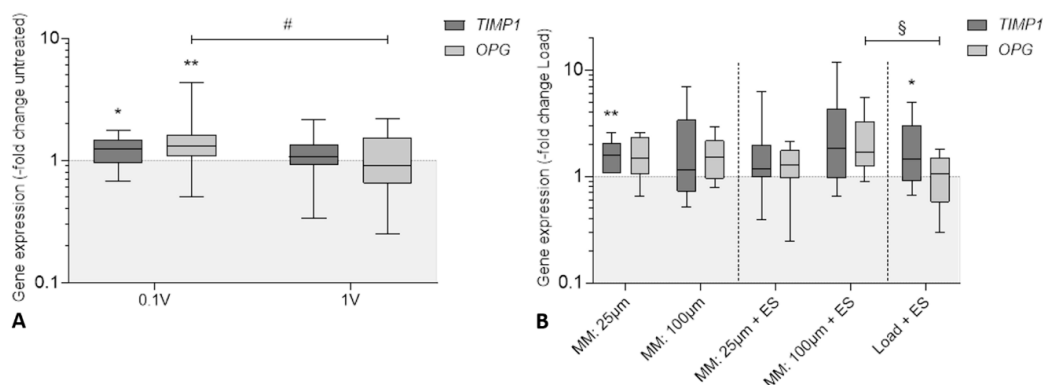 Gene expression (-fold change untreated)
10
1
0.1
#
*
**
TIMP1
OPG
0.1V
1V
A
Gene expression (-fold change Load)
10
1
0.1
**
§
*
TIMP1
OPG
MM: 25µm
MM: 100µm
MM: 25µm + ES
MM: 100µm + ES
Load + ES
B